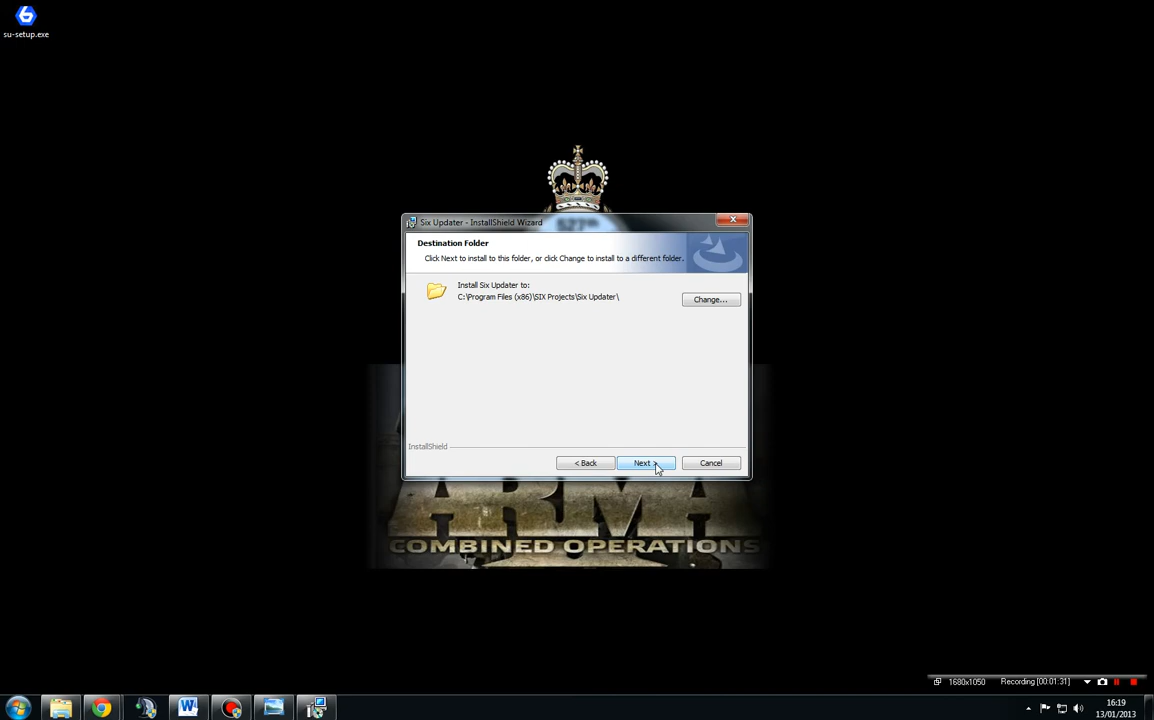 su-setup.exe
527th
Six Updater - InstallShield Wizard
Destination Folder
Click Next to install to this folder, or click Change to install to a different folder.
Install Six Updater to:
C:\Program Files (x86)\SIX Projects\Six Updater\
Change...
InstallShield
< Back
Next >
Cancel
ARMA
COMBINED OPERATIONS
1680x1050
Recording [00:01:31]
16:19
13/01/2013